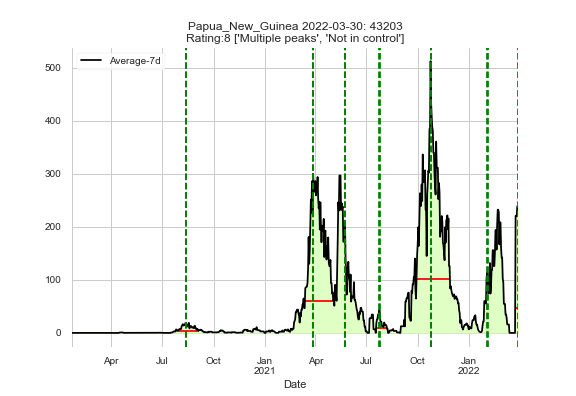 Papua_New_Guinea 2022-03-30: 43203
Rating:8 ['Multiple peaks', 'Not in control']
Average-7d
500
400
300
200
100
0
Apr Jul Oct Jan Apr Jul Oct Jan
2021 2022
Date